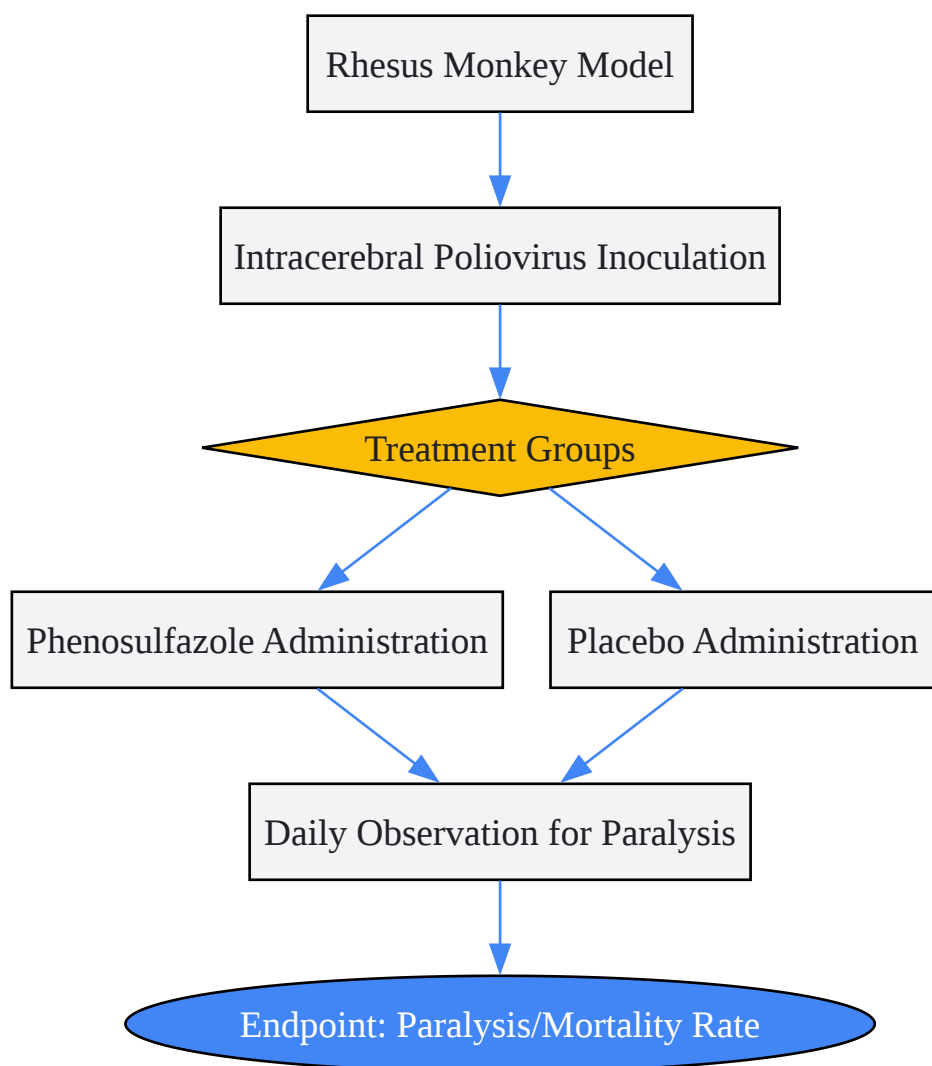 Rhesus Monkey Model
Intracerebral Poliovirus Inoculation
Treatment Groups
Phenosulfazole Administration
Placebo Administration
Daily Observation for Paralysis
Endpoint: Paralysis/Mortality Rate